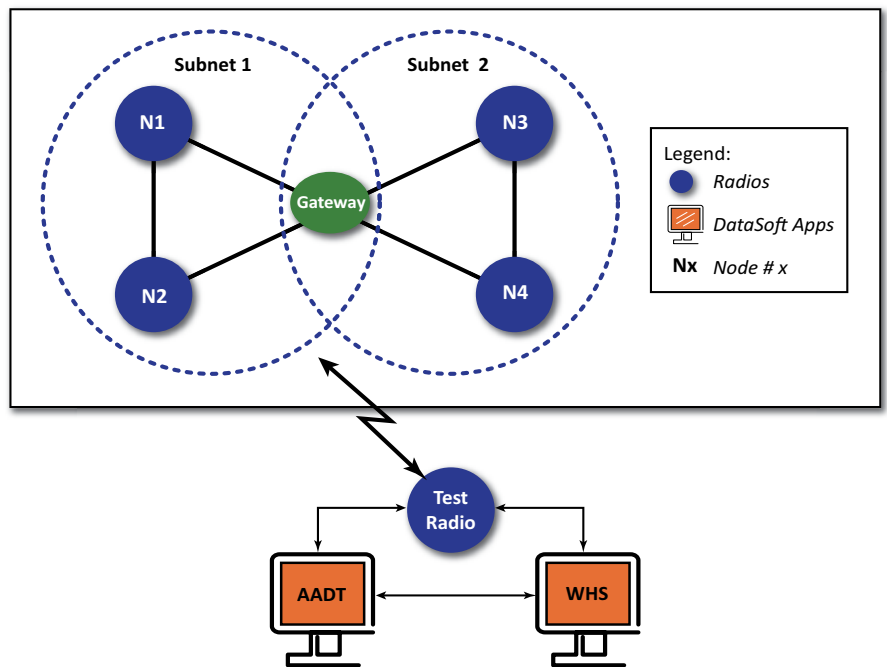 Subnet 1
Subnet 2
N1
N3
Gateway
N2
N4
Legend:
Radios
DataSoft Apps
Nx Node # x
Test
Radio
AADT
WHS